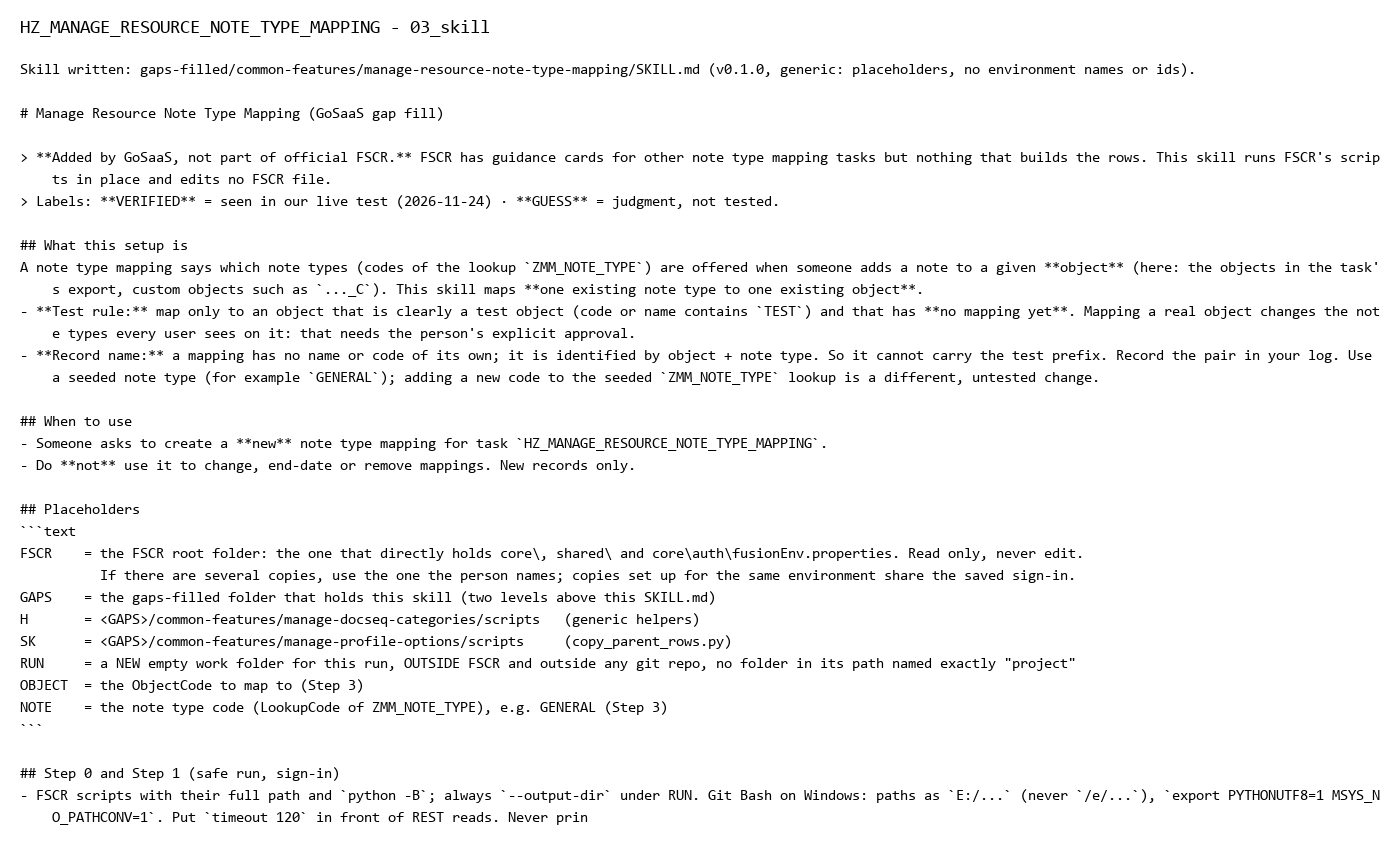 HZ_MANAGE_RESOURCE_NOTE_TYPE_MAPPING - 03_skill
Skill written: gaps-filled/common-features/manage-resource-note-type-mapping/SKILL.md (v0.1.0, generic: placeholders, no environment names or ids).
# Manage Resource Note Type Mapping (GoSaaS gap fill)
> **Added by GoSaaS, not part of official FSCR.** FSCR has guidance cards for other note type mapping tasks but nothing that builds the rows. This skill runs FSCR's scrip
ts in place and edits no FSCR file.
> Labels: **VERIFIED** = seen in our live test (2026-11-24) · **GUESS** = judgment, not tested.
## What this setup is
A note type mapping says which note types (codes of the lookup `ZMM_NOTE_TYPE`) are offered when someone adds a note to a given **object** (here: the objects in the task'
s export, custom objects such as `..._C`). This skill maps **one existing note type to one existing object**.
- **Test rule:** map only to an object that is clearly a test object (code or name contains `TEST`) and that has **no mapping yet**. Mapping a real object changes the not
e types every user sees on it: that needs the person's explicit approval.
- **Record name:** a mapping has no name or code of its own; it is identified by object + note type. So it cannot carry the test prefix. Record the pair in your log. Use
a seeded note type (for example `GENERAL`); adding a new code to the seeded `ZMM_NOTE_TYPE` lookup is a different, untested change.
## When to use
- Someone asks to create a **new** note type mapping for task `HZ_MANAGE_RESOURCE_NOTE_TYPE_MAPPING`.
- Do **not** use it to change, end-date or remove mappings. New records only.
## Placeholders
```text
FSCR    = the FSCR root folder: the one that directly holds core\, shared\ and core\auth\fusionEnv.properties. Read only, never edit.
If there are several copies, use the one the person names; copies set up for the same environment share the saved sign-in.
GAPS    = the gaps-filled folder that holds this skill (two levels above this SKILL.md)
H       = <GAPS>/common-features/manage-docseq-categories/scripts   (generic helpers)
SK      = <GAPS>/common-features/manage-profile-options/scripts     (copy_parent_rows.py)
RUN     = a NEW empty work folder for this run, OUTSIDE FSCR and outside any git repo, no folder in its path named exactly "project"
OBJECT  = the ObjectCode to map to (Step 3)
NOTE    = the note type code (LookupCode of ZMM_NOTE_TYPE), e.g. GENERAL (Step 3)
```
## Step 0 and Step 1 (safe run, sign-in)
- FSCR scripts with their full path and `python -B`; always `--output-dir` under RUN. Git Bash on Windows: paths as `E:/...` (never `/e/...`), `export PYTHONUTF8=1 MSYS_N
O_PATHCONV=1`. Put `timeout 120` in front of REST reads. Never prin